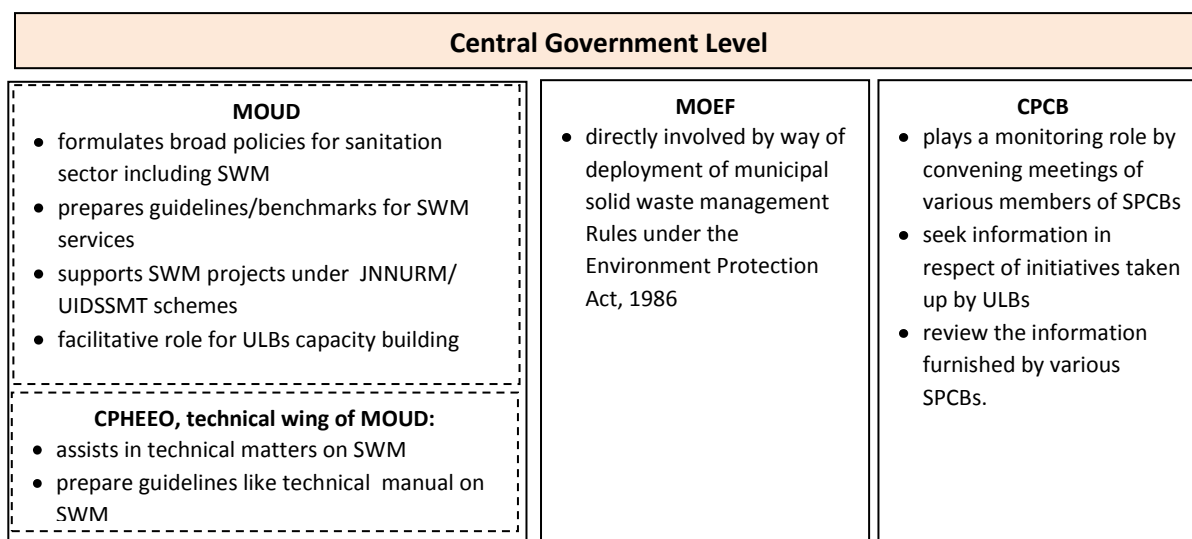 Central Government Level
MOUD
• formulates broad policies for sanitation
sector including SWM
• prepares guidelines/benchmarks for SWM
services
• supports SWM projects under JNNURM/
UIDSSMT schemes
• facilitative role for ULBs capacity building
CPHEEO, technical wing of MOUD:
• assists in technical matters on SWM
• prepare guidelines like technical manual on
SWM
MOEF
• directly involved by way of
deployment of municipal
solid waste management
Rules under the
Environment Protection
Act, 1986
CPCB
• plays a monitoring role by
convening meetings of
various members of SPCBs
• seek information in
respect of initiatives taken
up by ULBs
• review the information
furnished by various
SPCBs.